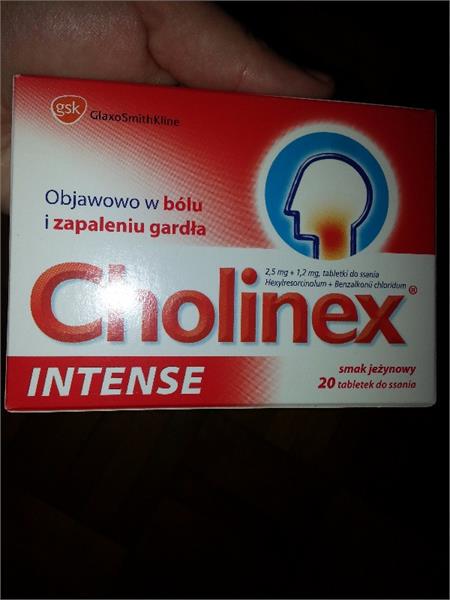 gsk
GlaxoSmithKline
Objawowo w bólu
i zapaleniu gardła
2,5 mg + 1,2 mg, tabletki do ssania
Hexylresorcinolum + Benzalkonii chloridum
Cholinex®
INTENSE
smak jeżynowy
20 tabletek do ssania